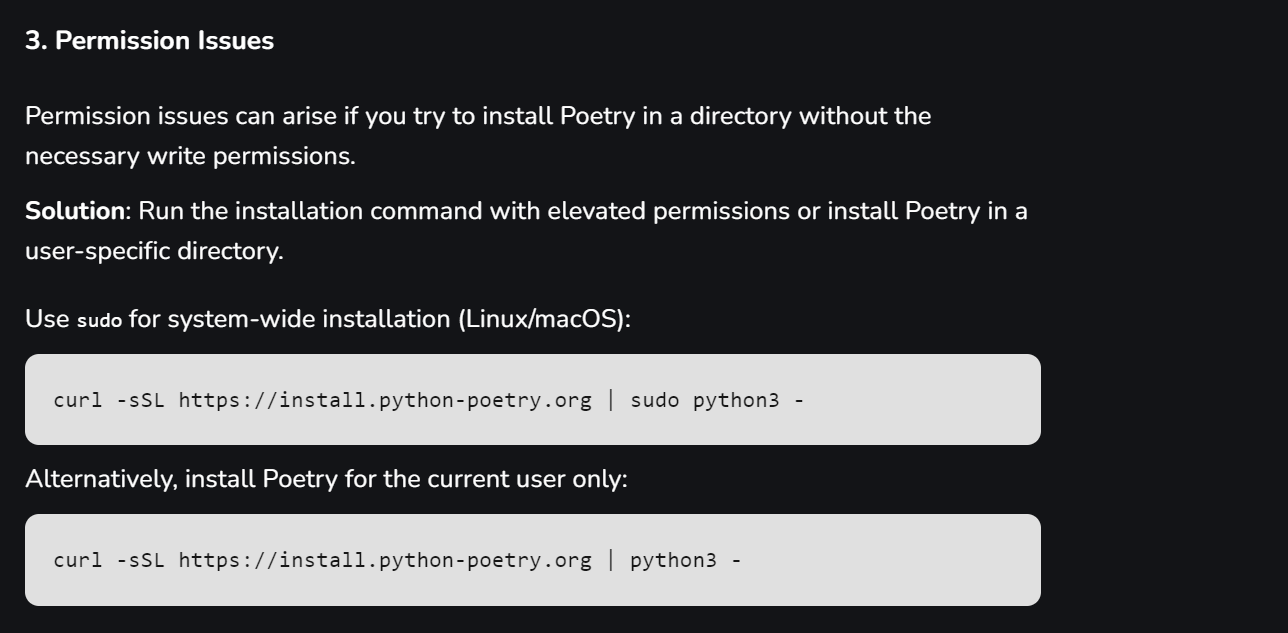 3. Permission Issues
Permission issues can arise if you try to install Poetry in a directory without the
necessary write permissions.
Solution: Run the installation command with elevated permissions or install Poetry in a
user-specific directory.
Use sudo for system-wide installation (Linux/macOS):
curl -sSL https://install.python-poetry.org | sudo python3 -
Alternatively, install Poetry for the current user only:
curl -sSL https://install.python-poetry.org | python3 -